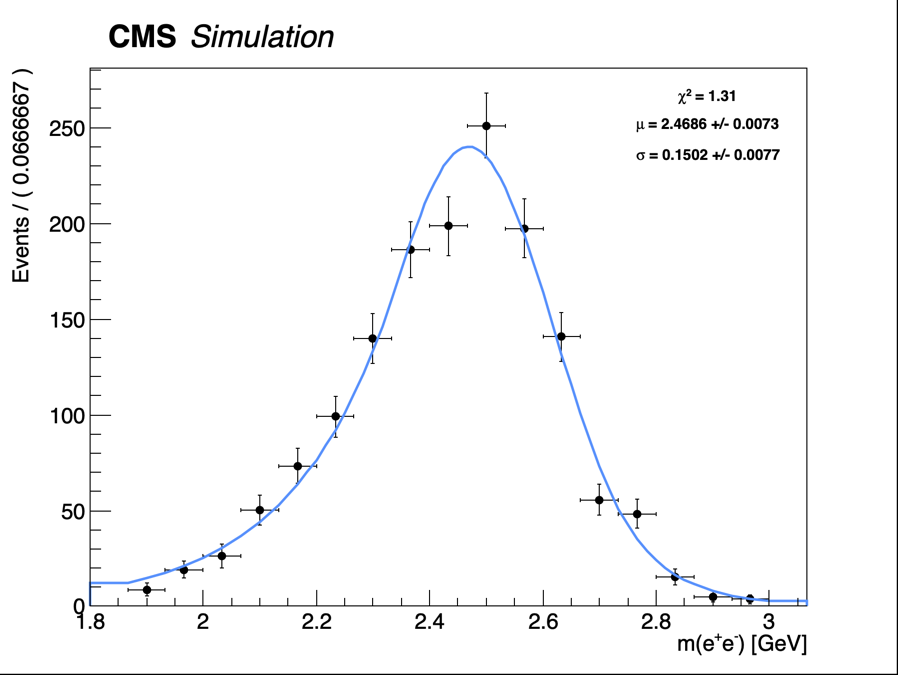 CMS Simulation
Events / ( 0.0666667 )
χ² = 1.31
μ = 2.4686 +/- 0.0073
σ = 0.1502 +/- 0.0077
250
200
150
100
50
0
1.8 2 2.2 2.4 2.6 2.8 3
m(e⁺e⁻) [GeV]